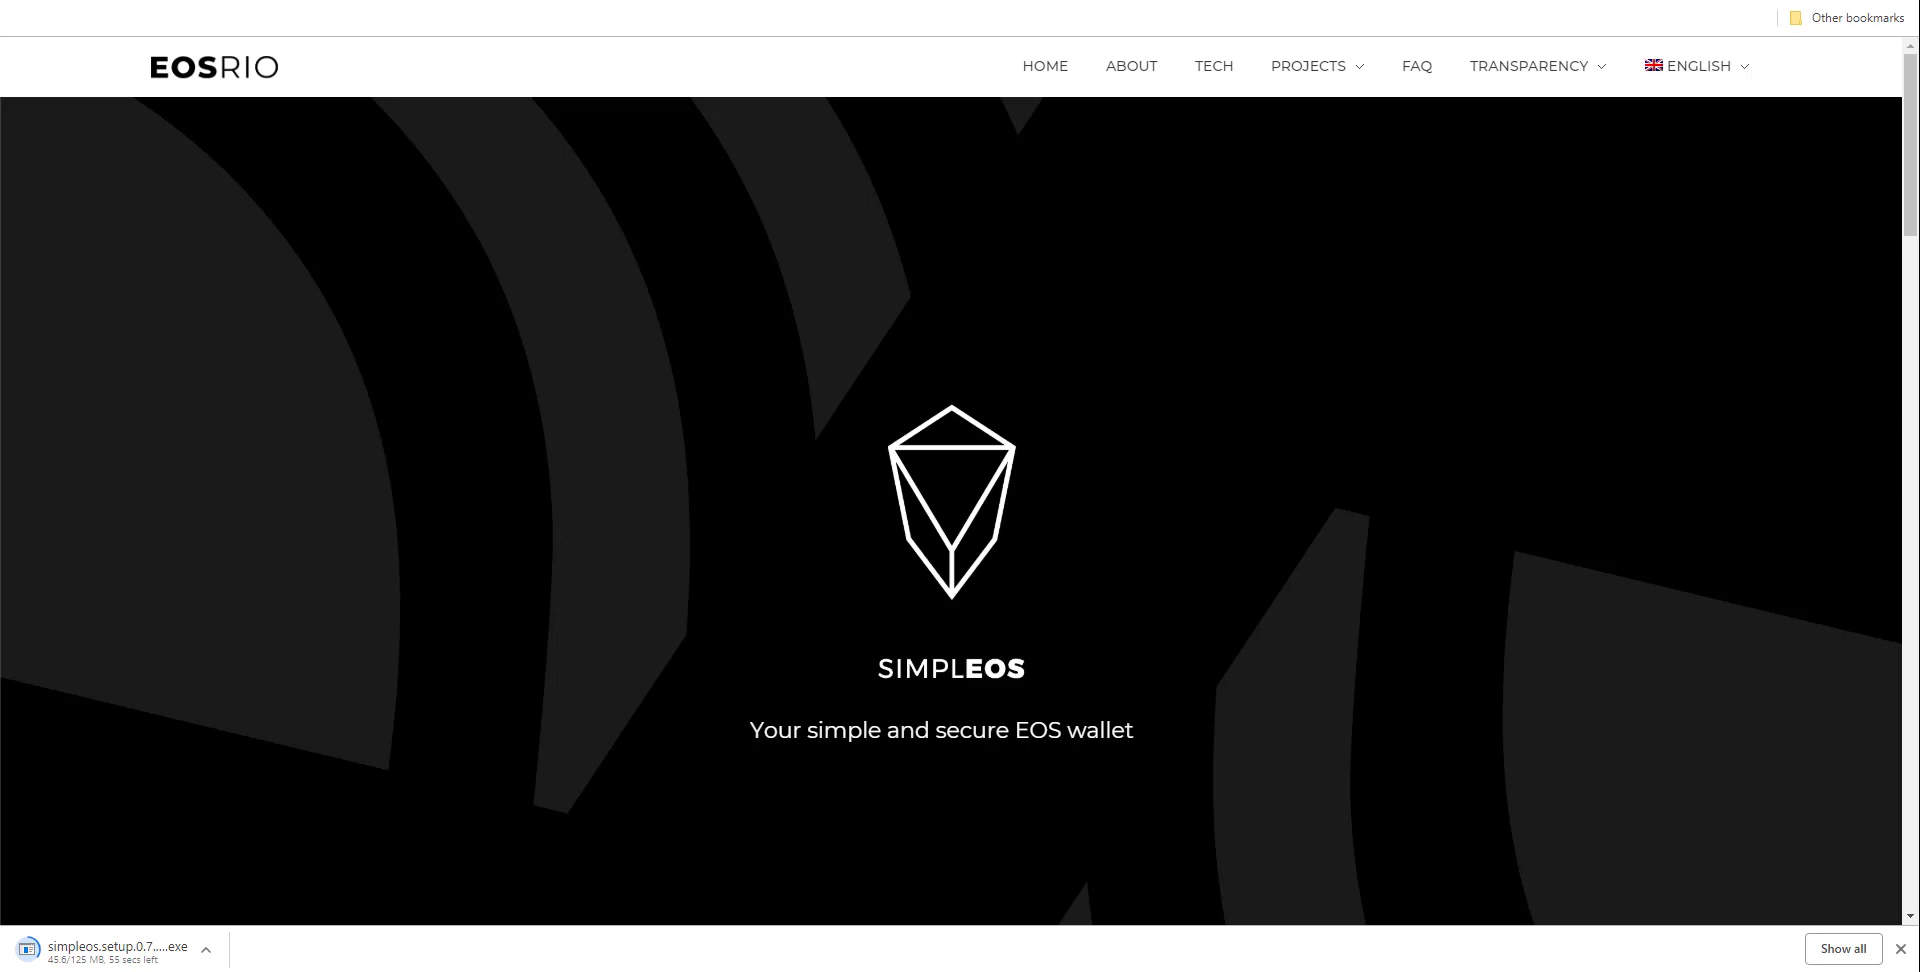 Other bookmarks
EOSRIO
HOME ABOUT TECH PROJECTS FAQ TRANSPARENCY ENGLISH
SIMPLEOS
Your simple and secure EOS wallet
simpleos.setup.0.7.....exe
45.6/125 MB, 55 secs left
Show all